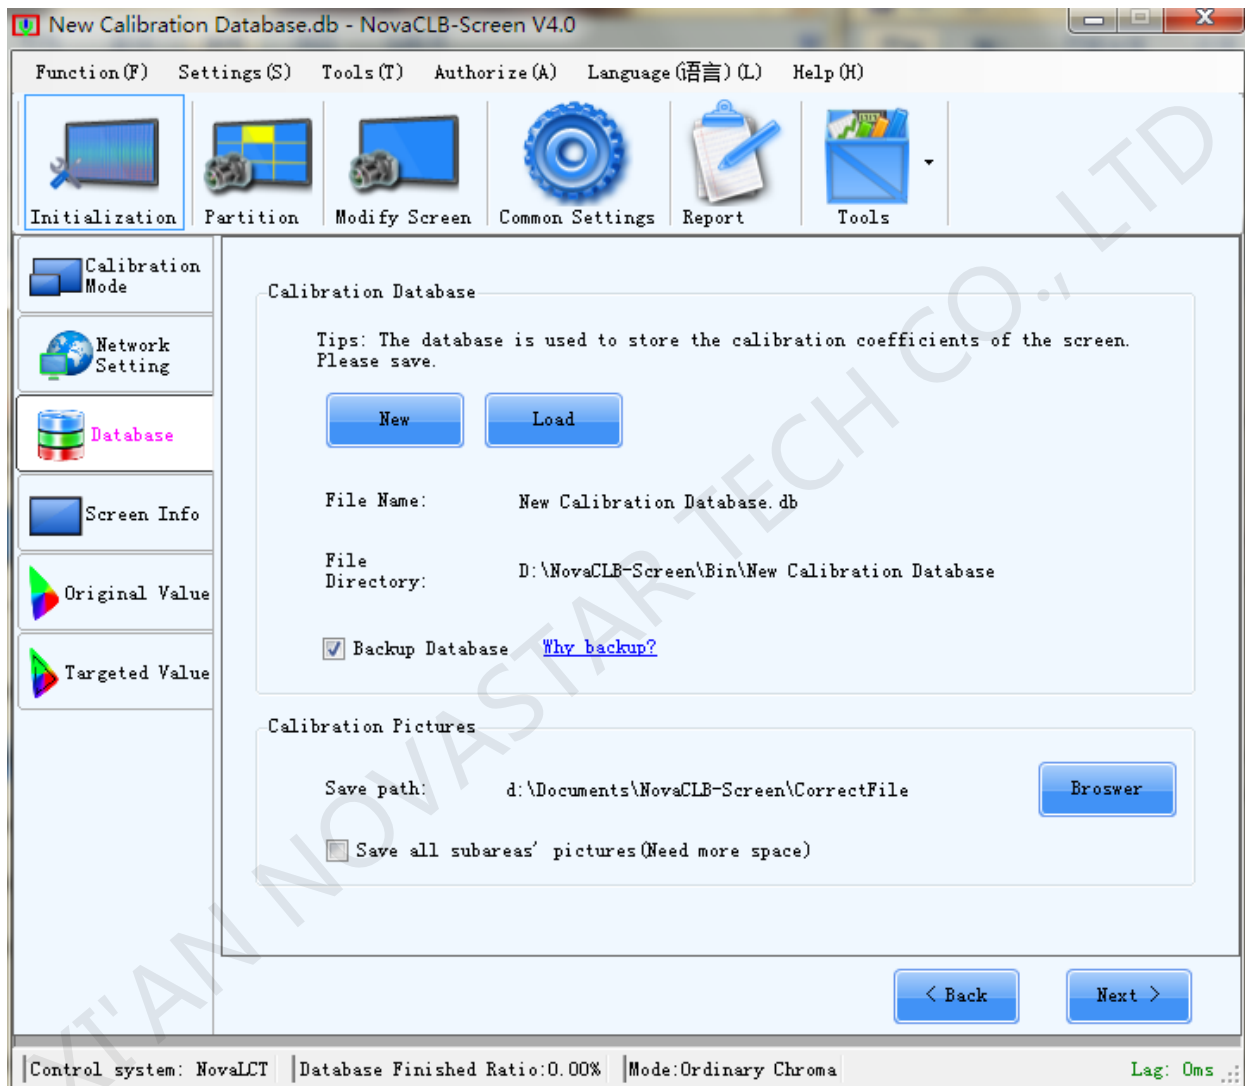 New Calibration Database.db - NovaCLB-Screen V4.0
Function(F) Settings(S) Tools(T) Authorize(A) Language(语言)(L) Help(H)
Initialization Partition Modify Screen Common Settings Report Tools
Calibration
Mode
Network
Setting
Database
Screen Info
Original Value
Targeted Value
Calibration Database
Tips: The database is used to store the calibration coefficients of the screen.
Please save.
New Load
File Name: New Calibration Database.db
File
Directory: D:\NovaCLB-Screen\Bin\New Calibration Database
Backup Database Why backup?
Calibration Pictures
Save path: d:\Documents\NovaCLB-Screen\CorrectFile Broswer
Save all subareas' pictures(Need more space)
< Back Next >
Control system: NovaLCT Database Finished Ratio:0.00% Mode:Ordinary Chroma Lag: 0ms
XI'AN NOVASTAR TECH CO., LTD